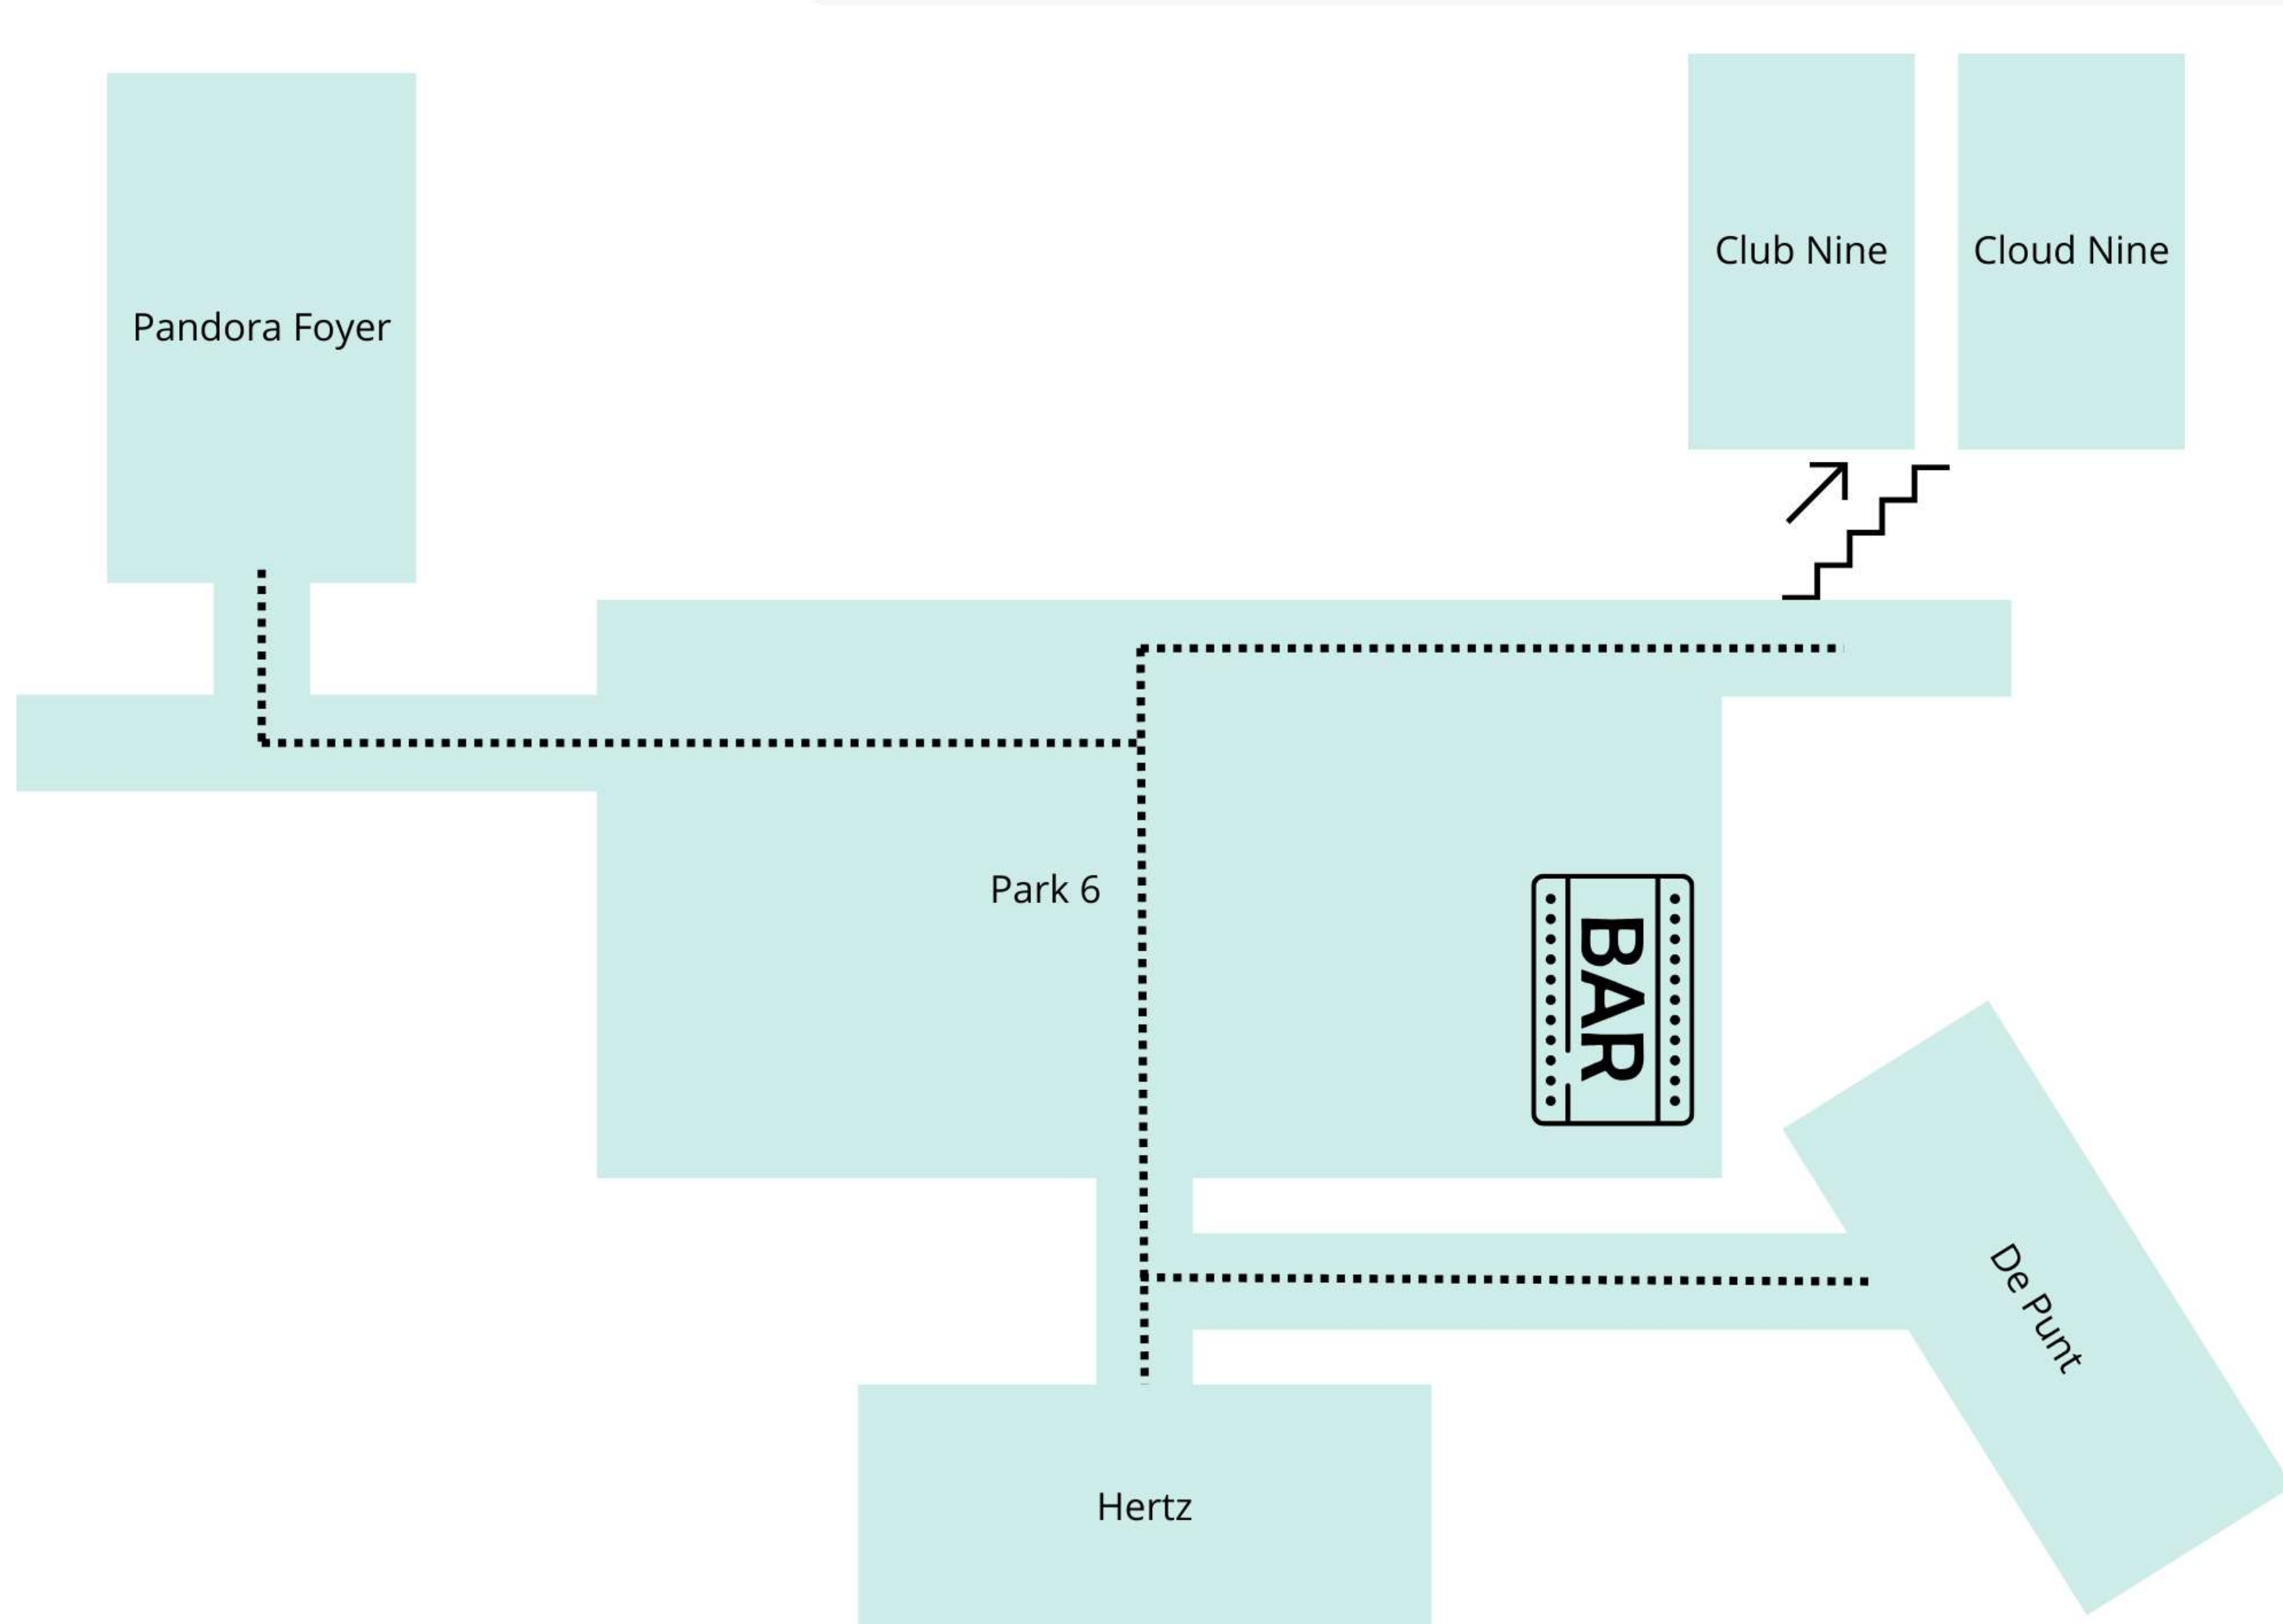 Club Nine
Cloud Nine
Pandora Foyer
Park 6
BAR
De Punt
Hertz